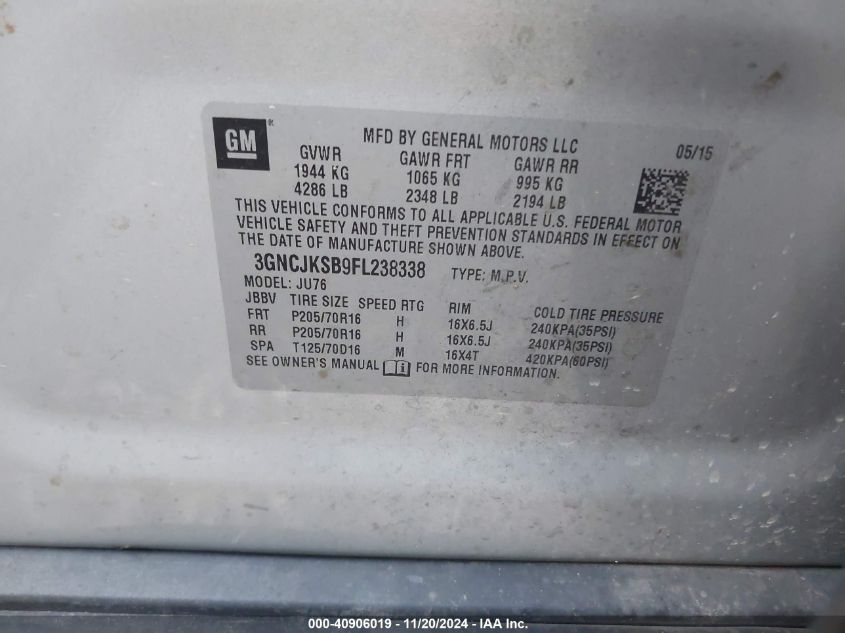 GM ®
MFD BY GENERAL MOTORS LLC 05/15
GVWR GAWR FRT GAWR RR
1944 KG 1065 KG 995 KG
4286 LB 2348 LB 2194 LB
THIS VEHICLE CONFORMS TO ALL APPLICABLE U.S. FEDERAL MOTOR
VEHICLE SAFETY AND THEFT PREVENTION STANDARDS IN EFFECT ON
THE DATE OF MANUFACTURE SHOWN ABOVE.
3GNCJKSB9FL238338 TYPE: M.P.V.
MODEL: JU76
JBBV TIRE SIZE SPEED RTG RIM COLD TIRE PRESSURE
FRT P205/70R16 H 16X6.5J 240KPA(35PSI)
RR P205/70R16 H 16X6.5J 240KPA(35PSI)
SPA T125/70D16 M 16X4T 420KPA(60PSI)
SEE OWNER'S MANUAL FOR MORE INFORMATION.
000-40906019 - 11/20/2024 - IAA Inc.